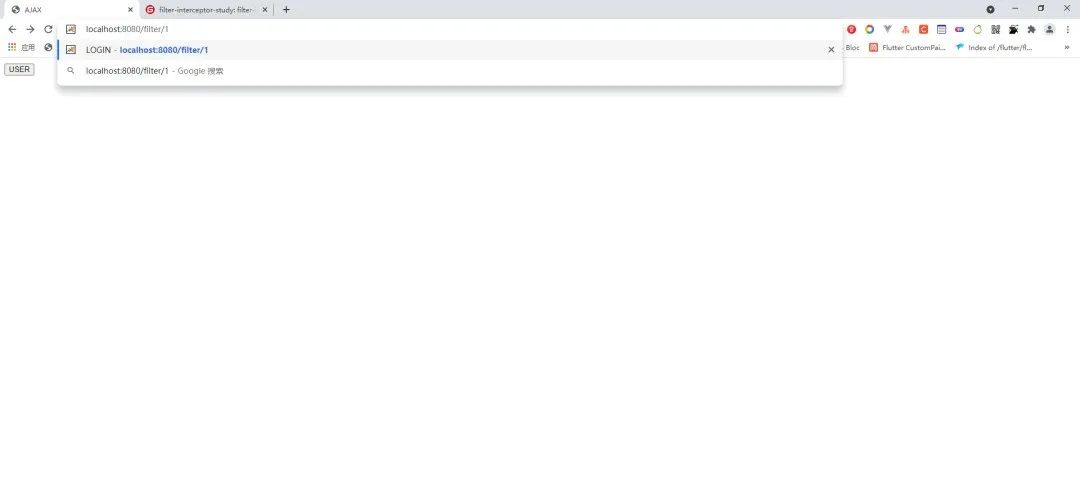 AJAX
filter-interceptor-study: filter-
localhost:8080/filter/1
应用
LOGIN - localhost:8080/filter/1
Bloc
Flutter CustomPai...
Index of /flutter/fl...
localhost:8080/filter/1 - Google 搜索
USER